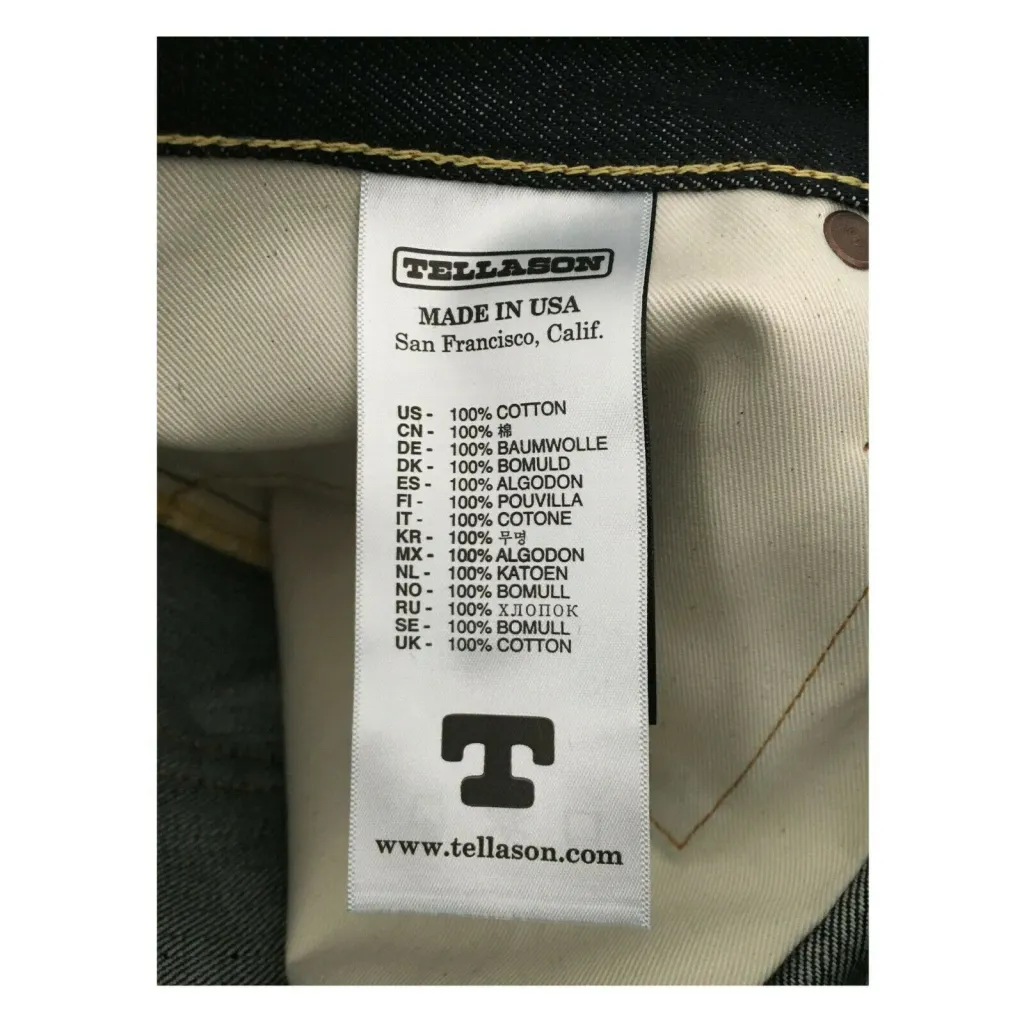 TELLASON
MADE IN USA
San Francisco, Calif.
US - 100% COTTON
CN - 100% 棉
DE - 100% BAUMWOLLE
DK - 100% BOMULD
ES - 100% ALGODON
FI - 100% POUVILLA
IT - 100% COTONE
KR - 100% 무명
MX - 100% ALGODON
NL - 100% KATOEN
NO - 100% BOMULL
RU - 100% хлопок
SE - 100% BOMULL
UK - 100% COTTON
T
www.tellason.com